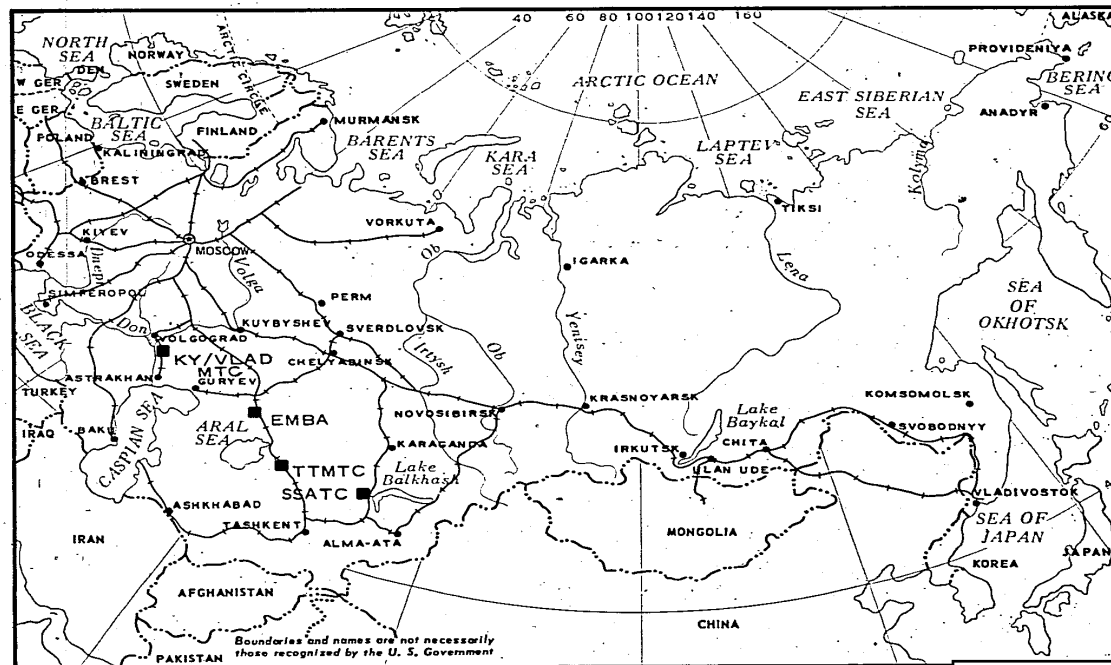 40 60 80 100 120 140 160
ALASKA
NORTH
SEA
DEN
NORWAY
SWEDEN
ARCTIC CIRCLE
W GER
E GER
BALTIC
SEA
FINLAND
MURMANSK
BARENTS
SEA
KARA
SEA
ARCTIC OCEAN
LAPTEV
SEA
EAST SIBERIAN
SEA
PROVIDENIYA
BERING
SEA
ANADYR
60
POLAND
KALININGRAD
BREST
VORKUTA
Ob
TIKSI
Kolyma
KIYEV
Dnepr
MOSCOW
ODESSA
Volga
IGARKA
Lena
SIMFEROPOL
PERM
SEA
OF
OKHOTSK
BLACK
SEA
Don
VOLGOGRAD
KUYBYSHEV
SVERDLOVSK
Irtysh
Ob
Yenisey
KY/VLAD
MTC
CHELYABINSK
ASTRAKHAN
GURYEV
TURKEY
NOVOSIBIRSK
KRASNOYARSK
KOMSOMOLSK
ARAL
SEA
EMBA
Lake
Baykal
SVOBODNYY
IRAQ
BAKU
CASPIAN SEA
KARAGANDA
IRKUTSK
CHITA
ULAN UDE
TTMTC
SSATC
Lake
Balkhash
VLADIVOSTOK
ASHKHABAD
TASHKENT
ALMA-ATA
MONGOLIA
SEA OF
JAPAN
IRAN
KOREA
JAPAN
AFGHANISTAN
CHINA
Boundaries and names are not necessarily
those recognized by the U. S. Government
PAKISTAN